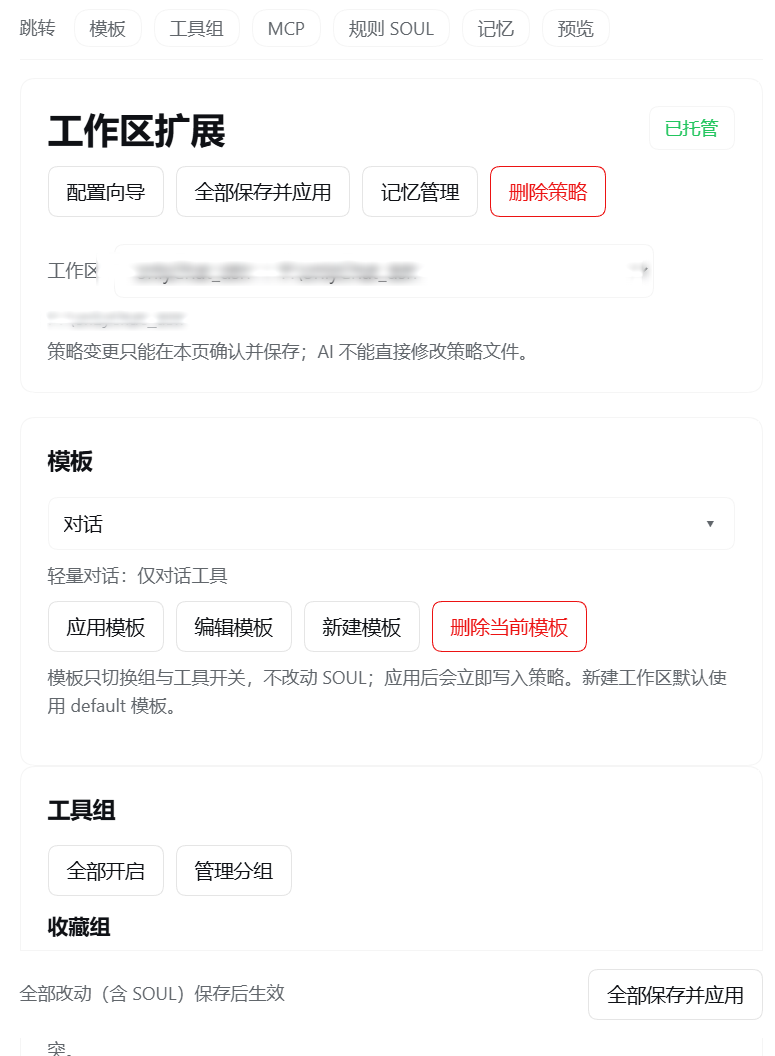 跳转 模板 工具组 MCP 规则 SOUL 记忆 预览
工作区扩展 已托管
配置向导 全部保存并应用 记忆管理 删除策略
工作区
策略变更只能在本页确认并保存；AI 不能直接修改策略文件。
模板
对话
轻量对话：仅对话工具
应用模板 编辑模板 新建模板 删除当前模板
模板只切换组与工具开关，不改动 SOUL；应用后会立即写入策略。新建工作区默认使
用 default 模板。
工具组
全部开启 管理分组
收藏组
全部改动（含 SOUL）保存后生效 全部保存并应用
突。